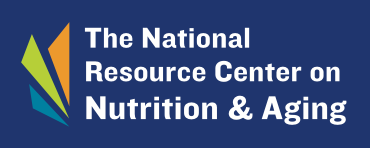 The National
Resource Center on
Nutrition & Aging